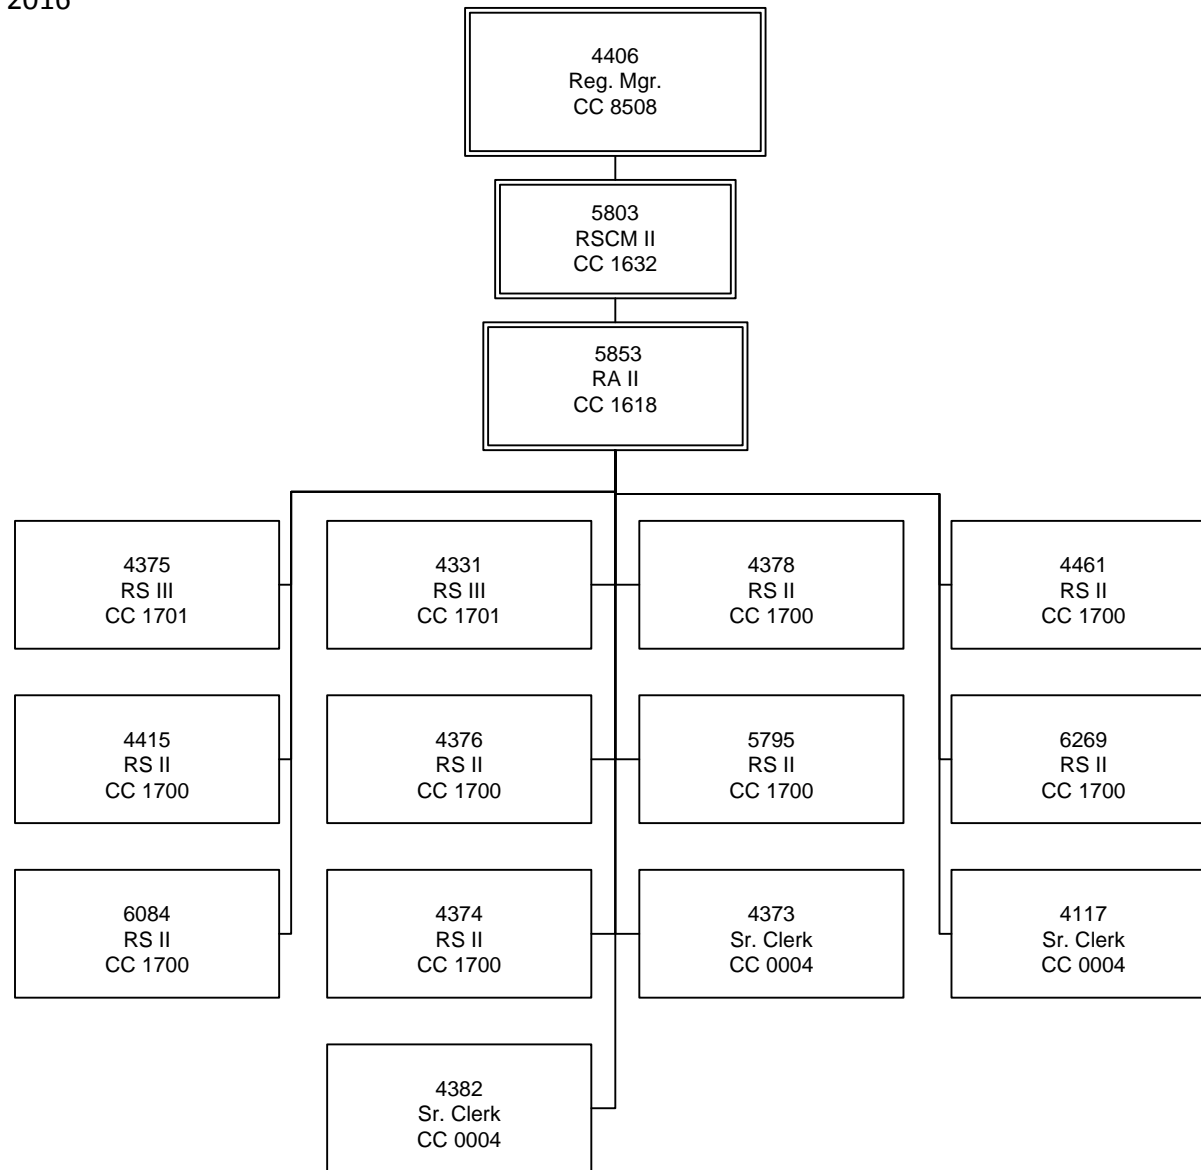 2016
4406
Reg. Mgr.
CC 8508
5803
RSCM II
CC 1632
5853
RA II
CC 1618
4375
RS III
CC 1701
4331
RS III
CC 1701
4378
RS II
CC 1700
4461
RS II
CC 1700
4415
RS II
CC 1700
4376
RS II
CC 1700
5795
RS II
CC 1700
6269
RS II
CC 1700
6084
RS II
CC 1700
4374
RS II
CC 1700
4373
Sr. Clerk
CC 0004
4117
Sr. Clerk
CC 0004
4382
Sr. Clerk
CC 0004